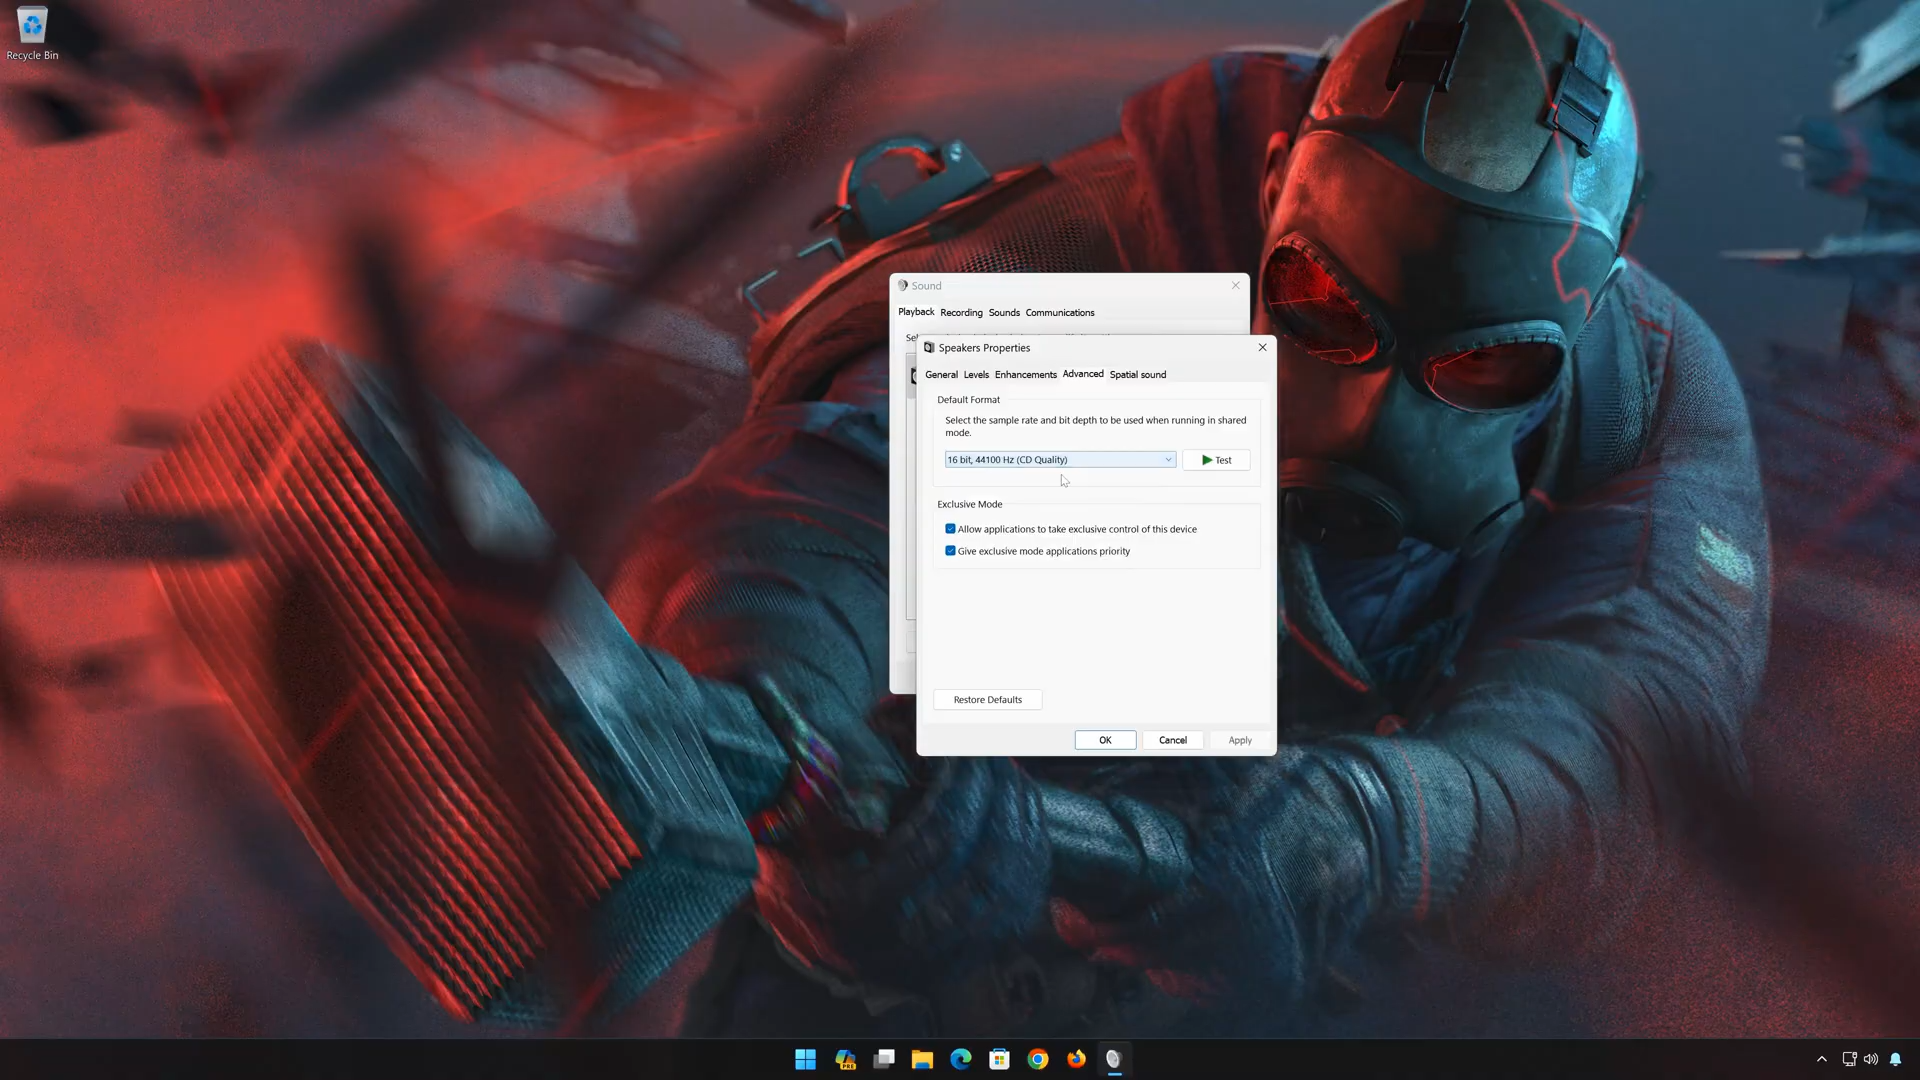 Recycle Bin
Sound
Playback Recording Sounds Communications
Speakers Properties
General Levels Enhancements Advanced Spatial sound
Default Format
Select the sample rate and bit depth to be used when running in shared
mode.
16 bit, 44100 Hz (CD Quality)
Test
Exclusive Mode
Allow applications to take exclusive control of this device
Give exclusive mode applications priority
Restore Defaults
OK Cancel Apply
PRE